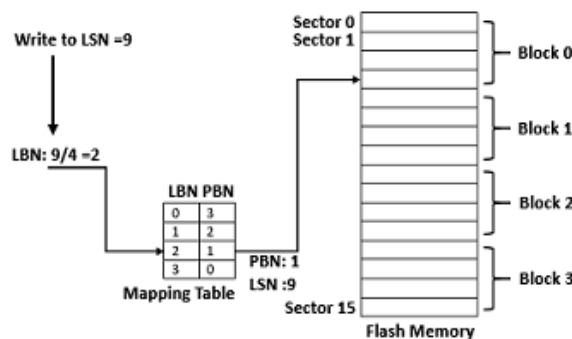 Write to LSN =9
LBN: 9/4 =2
LBN PBN
0 3
1 2
2 1
3 0
Mapping Table
PBN: 1
LSN :9
Sector 0
Sector 1
Sector 15
Block 0
Block 1
Block 2
Block 3
Flash Memory